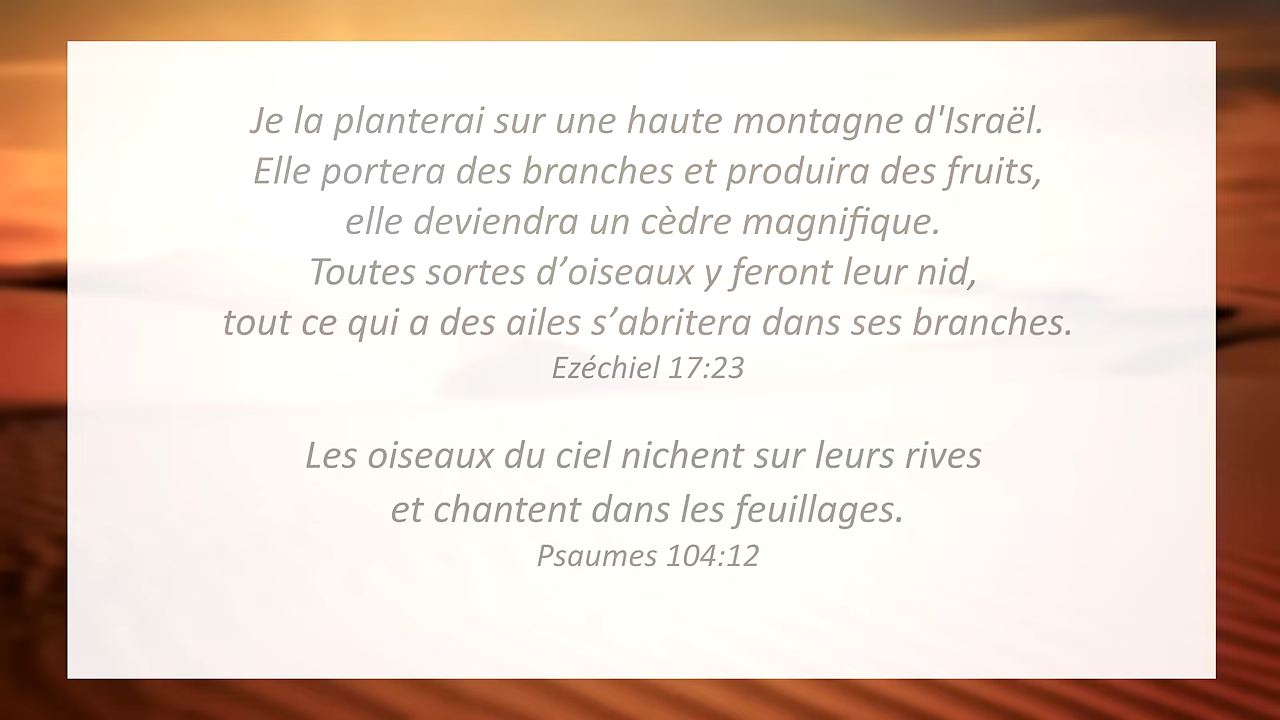 Je la planterai sur une haute montagne d'Israël.
Elle portera des branches et produira des fruits,
elle deviendra un cèdre magnifique.
Toutes sortes d’oiseaux y feront leur nid,
tout ce qui a des ailes s’abritera dans ses branches.
Ezéchiel 17:23
Les oiseaux du ciel nichent sur leurs rives
et chantent dans les feuillages.
Psaumes 104:12